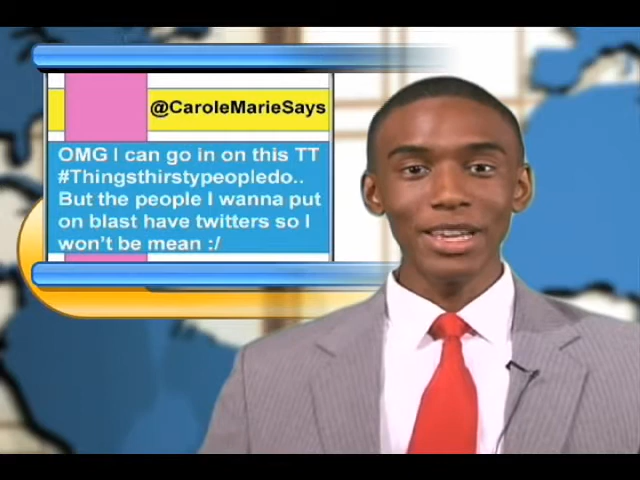 @CaroleMarieSays
OMG I can go in on this TT
#Thingsthirstypeopledo..
But the people I wanna put
on blast have twitters so I
won't be mean :/